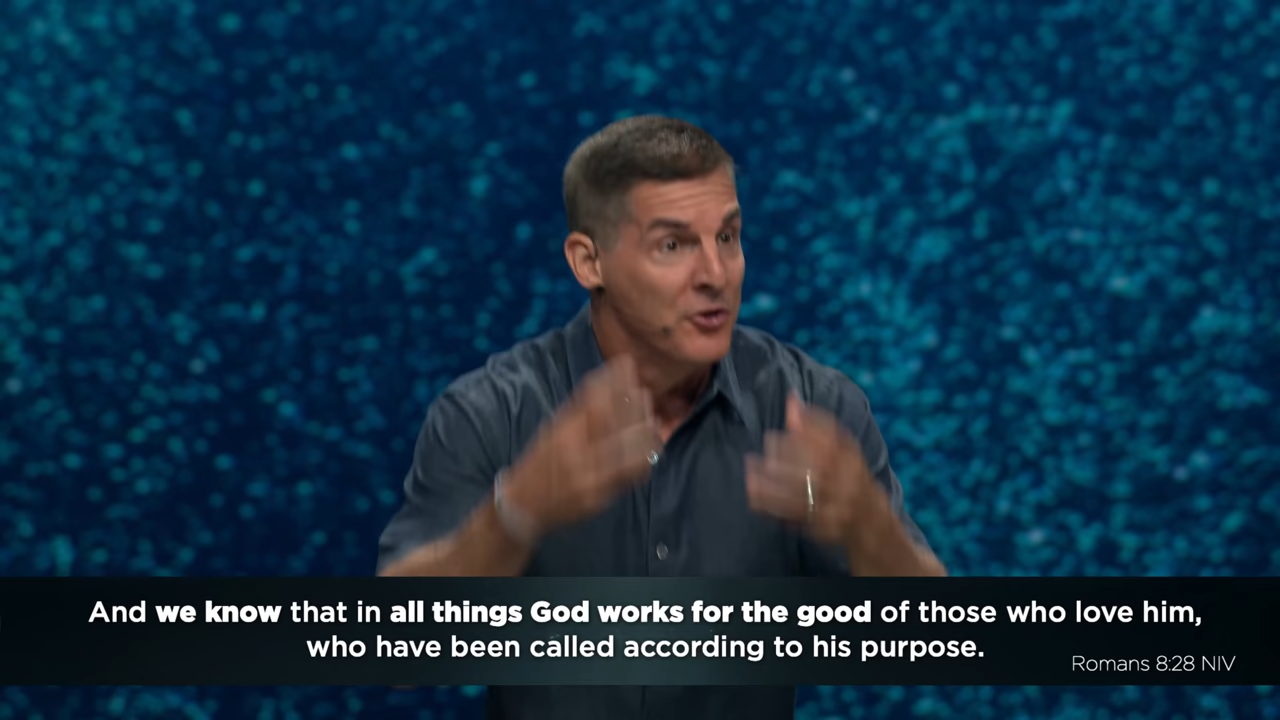 And we know that in all things God works for the good of those who love him,
who have been called according to his purpose.
Romans 8:28 NIV